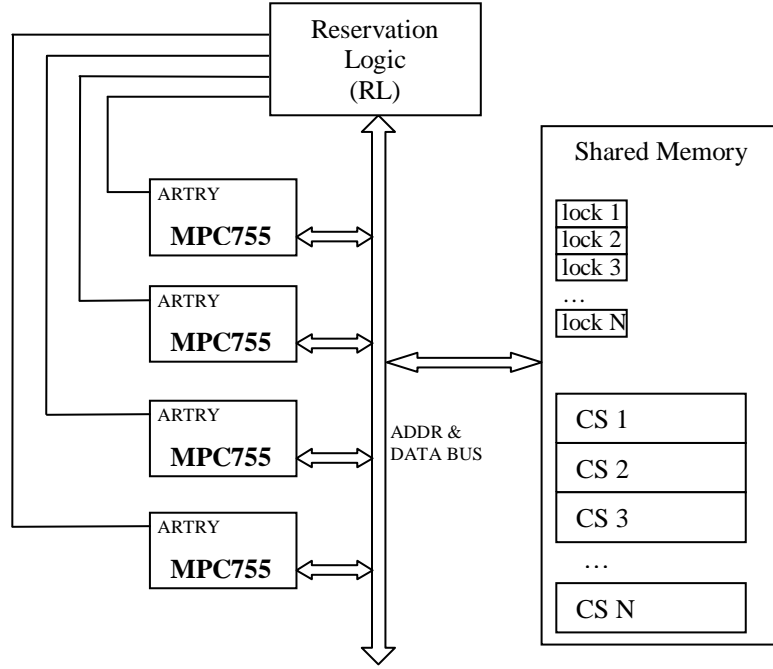 Reservation
Logic
(RL)
ARTRY
MPC755
ARTRY
MPC755
ARTRY
MPC755
ARTRY
MPC755
ADDR &
DATA BUS
Shared Memory
lock 1
lock 2
lock 3
…
lock N
CS 1
CS 2
CS 3
…
CS N